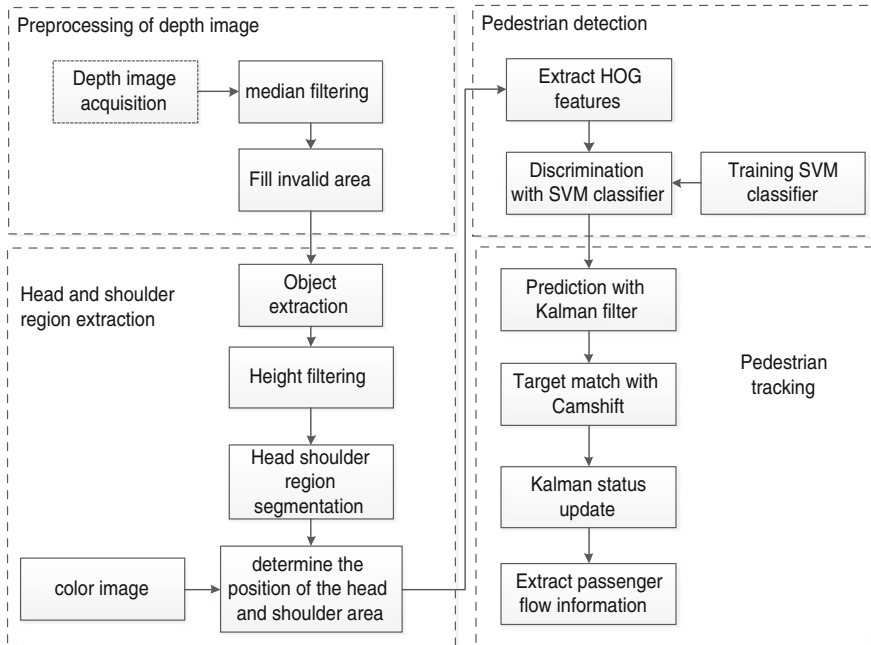 Preprocessing of depth image
Depth image
acquisition
median filtering
Fill invalid area
Head and shoulder
region extraction
Object
extraction
Height filtering
Head shoulder
region
segmentation
color image
determine the
position of the head
and shoulder area
Pedestrian detection
Extract HOG
features
Discrimination
with SVM classifier
Training SVM
classifier
Prediction with
Kalman filter
Pedestrian
tracking
Target match with
Camshift
Kalman status
update
Extract passenger
flow information